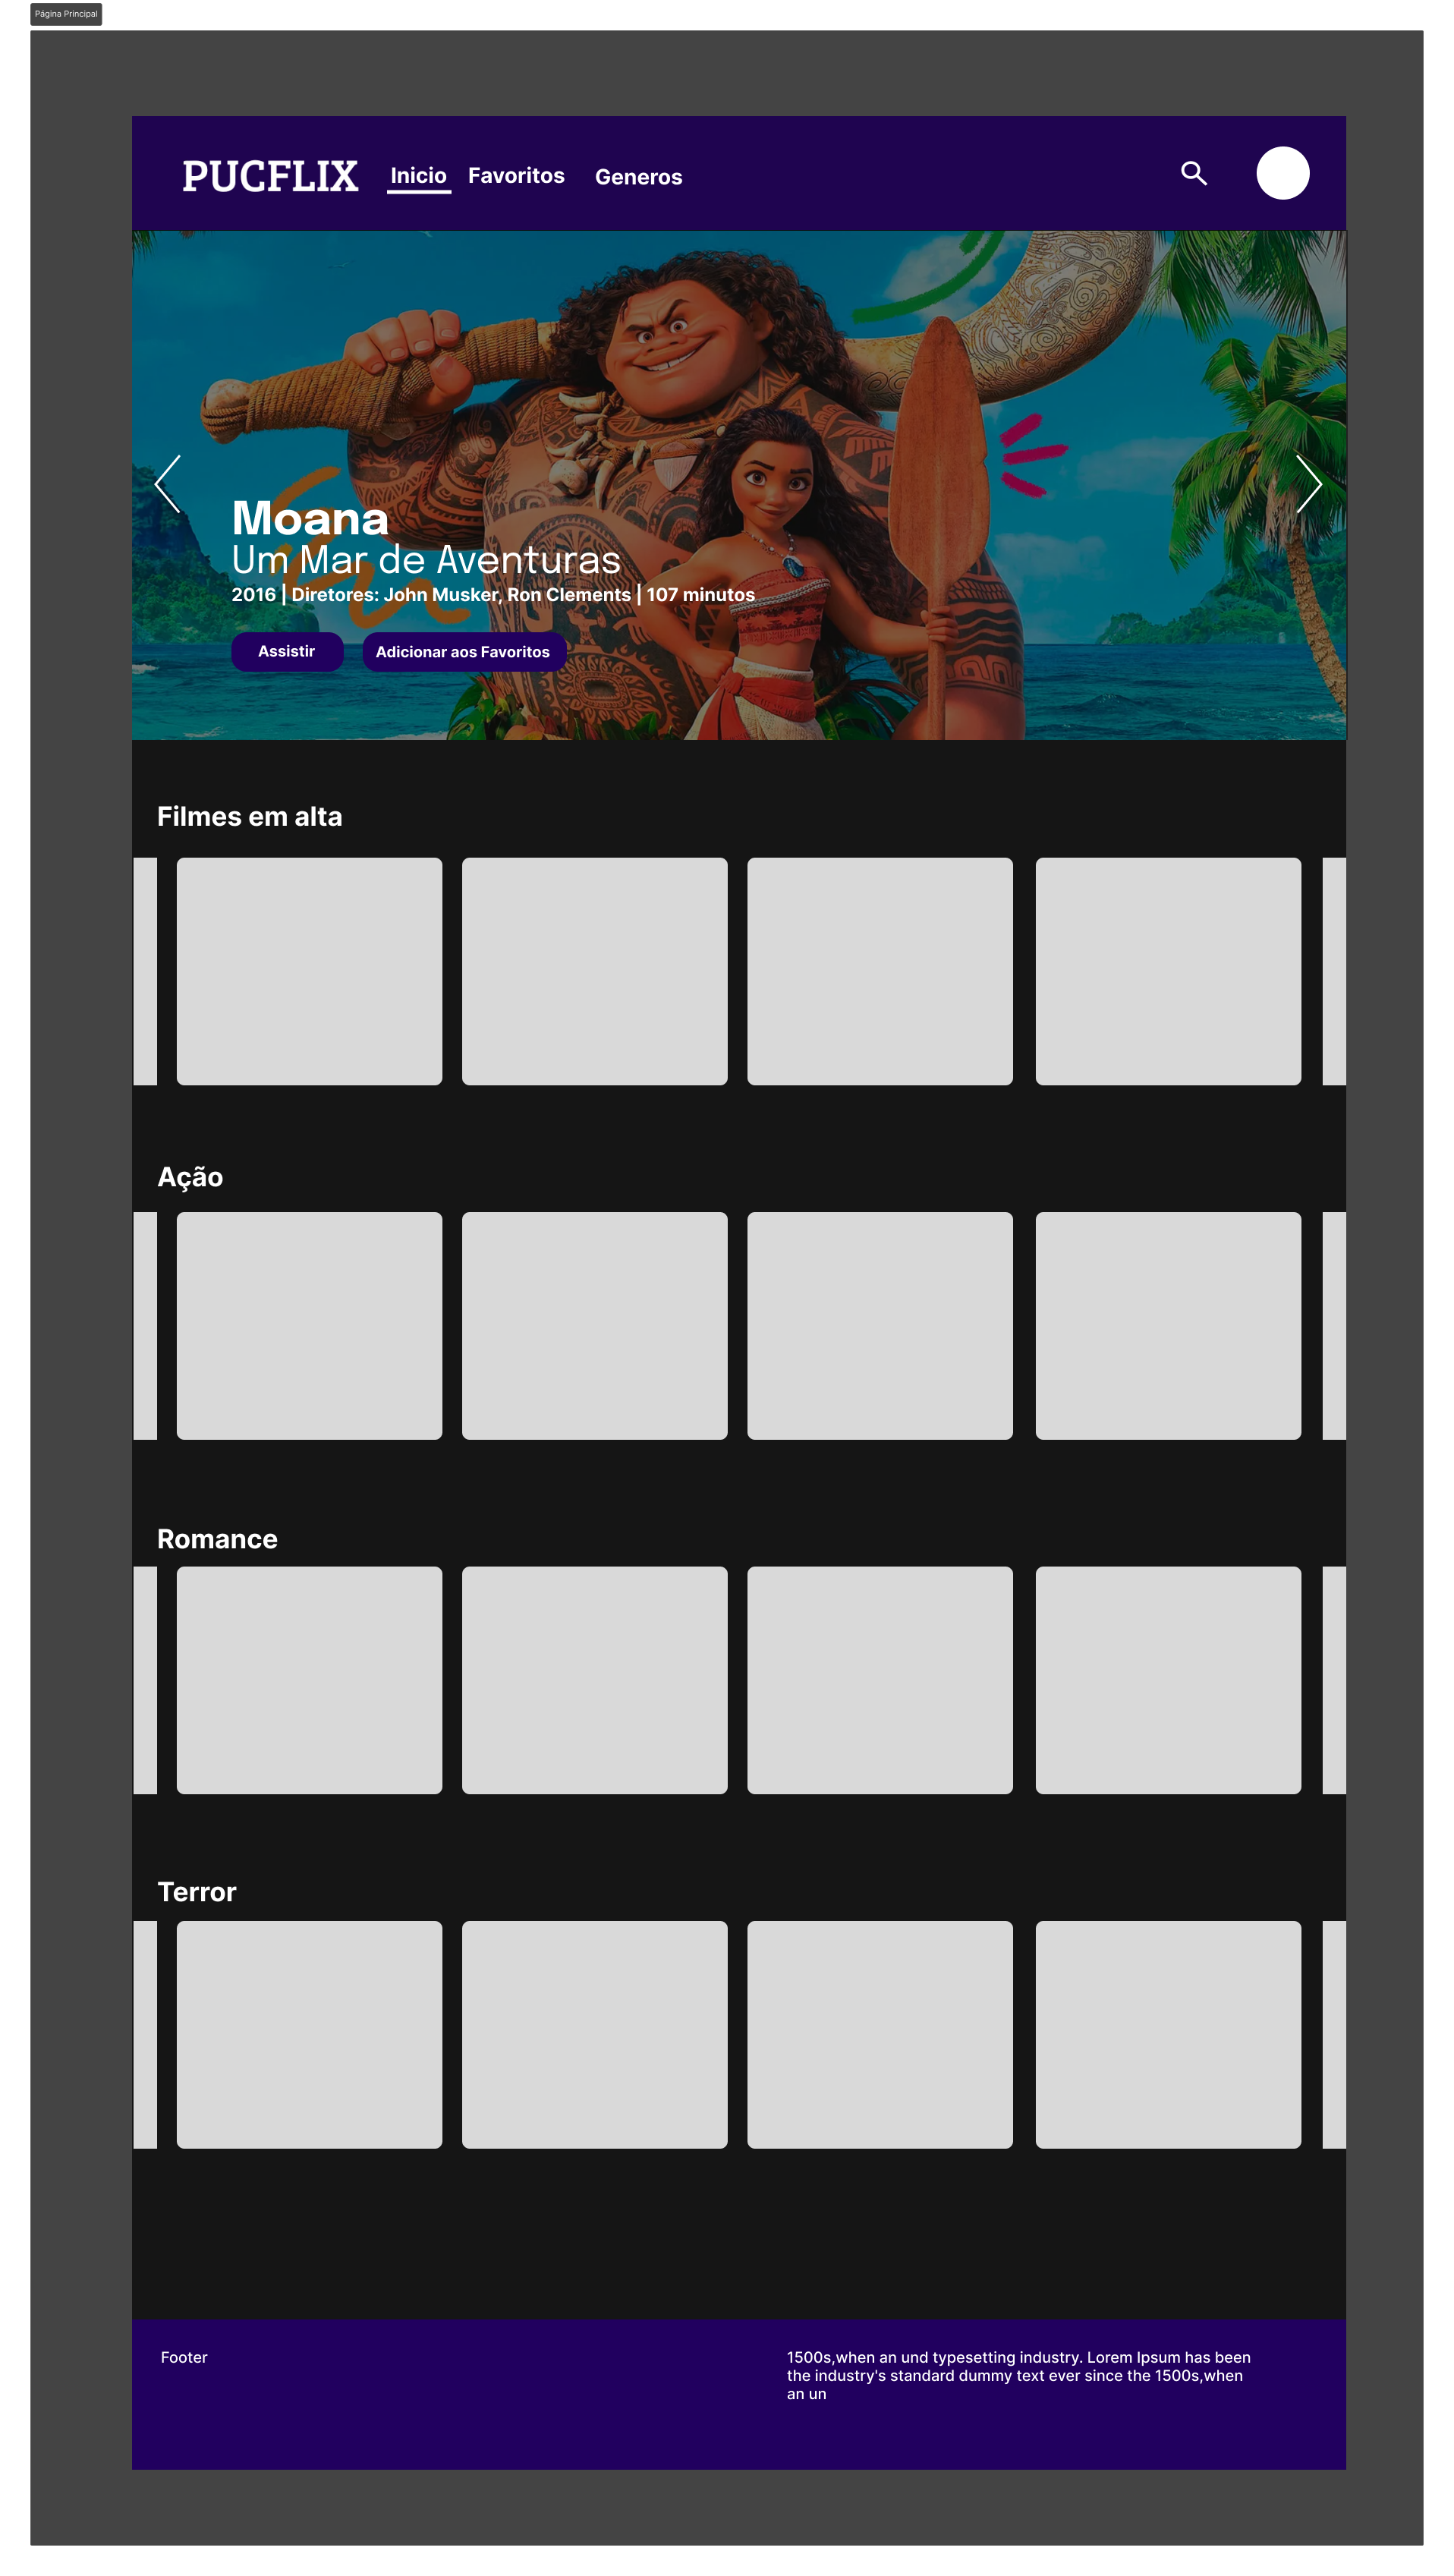 Página Principal
PUCFLIX
Inicio
Favoritos
Generos
Moana
Um Mar de Aventuras
2016 | Diretores: John Musker, Ron Clements | 107 minutos
Assistir
Adicionar aos Favoritos
Filmes em alta
Ação
Romance
Terror
Footer
1500s,when an und typesetting industry. Lorem Ipsum has been
the industry's standard dummy text ever since the 1500s,when
an un